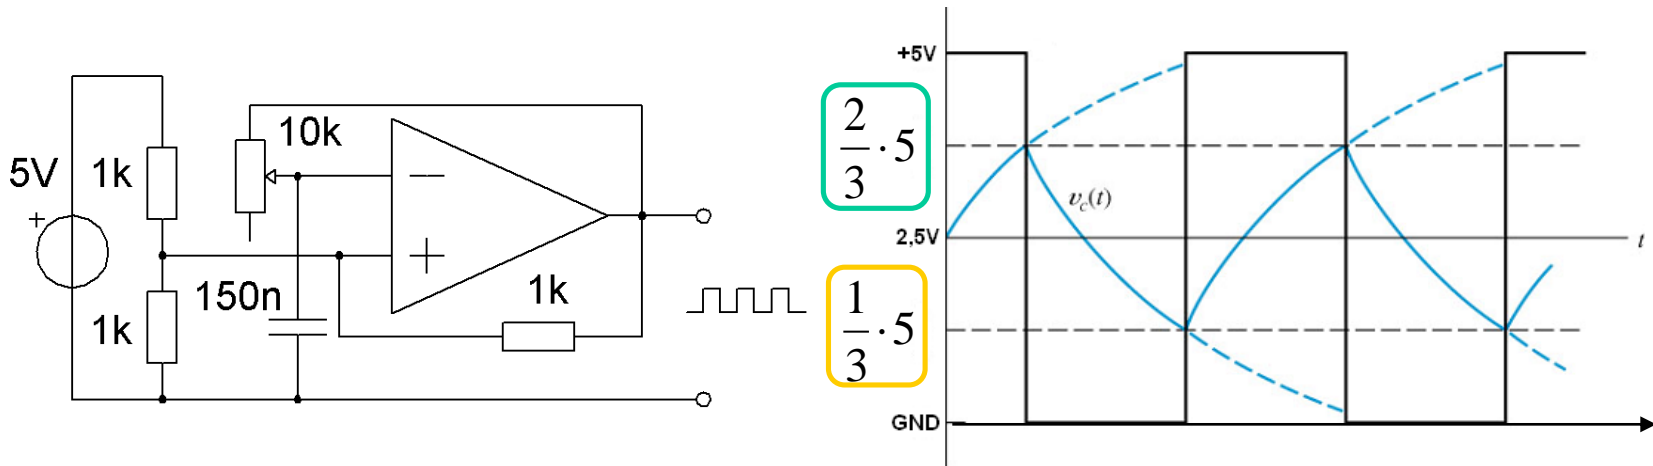 5V
+
1k
1k
10k
150n
1k
—
+
2/3 · 5
1/3 · 5
+5V
2,5V
GND
v_c(t)
t